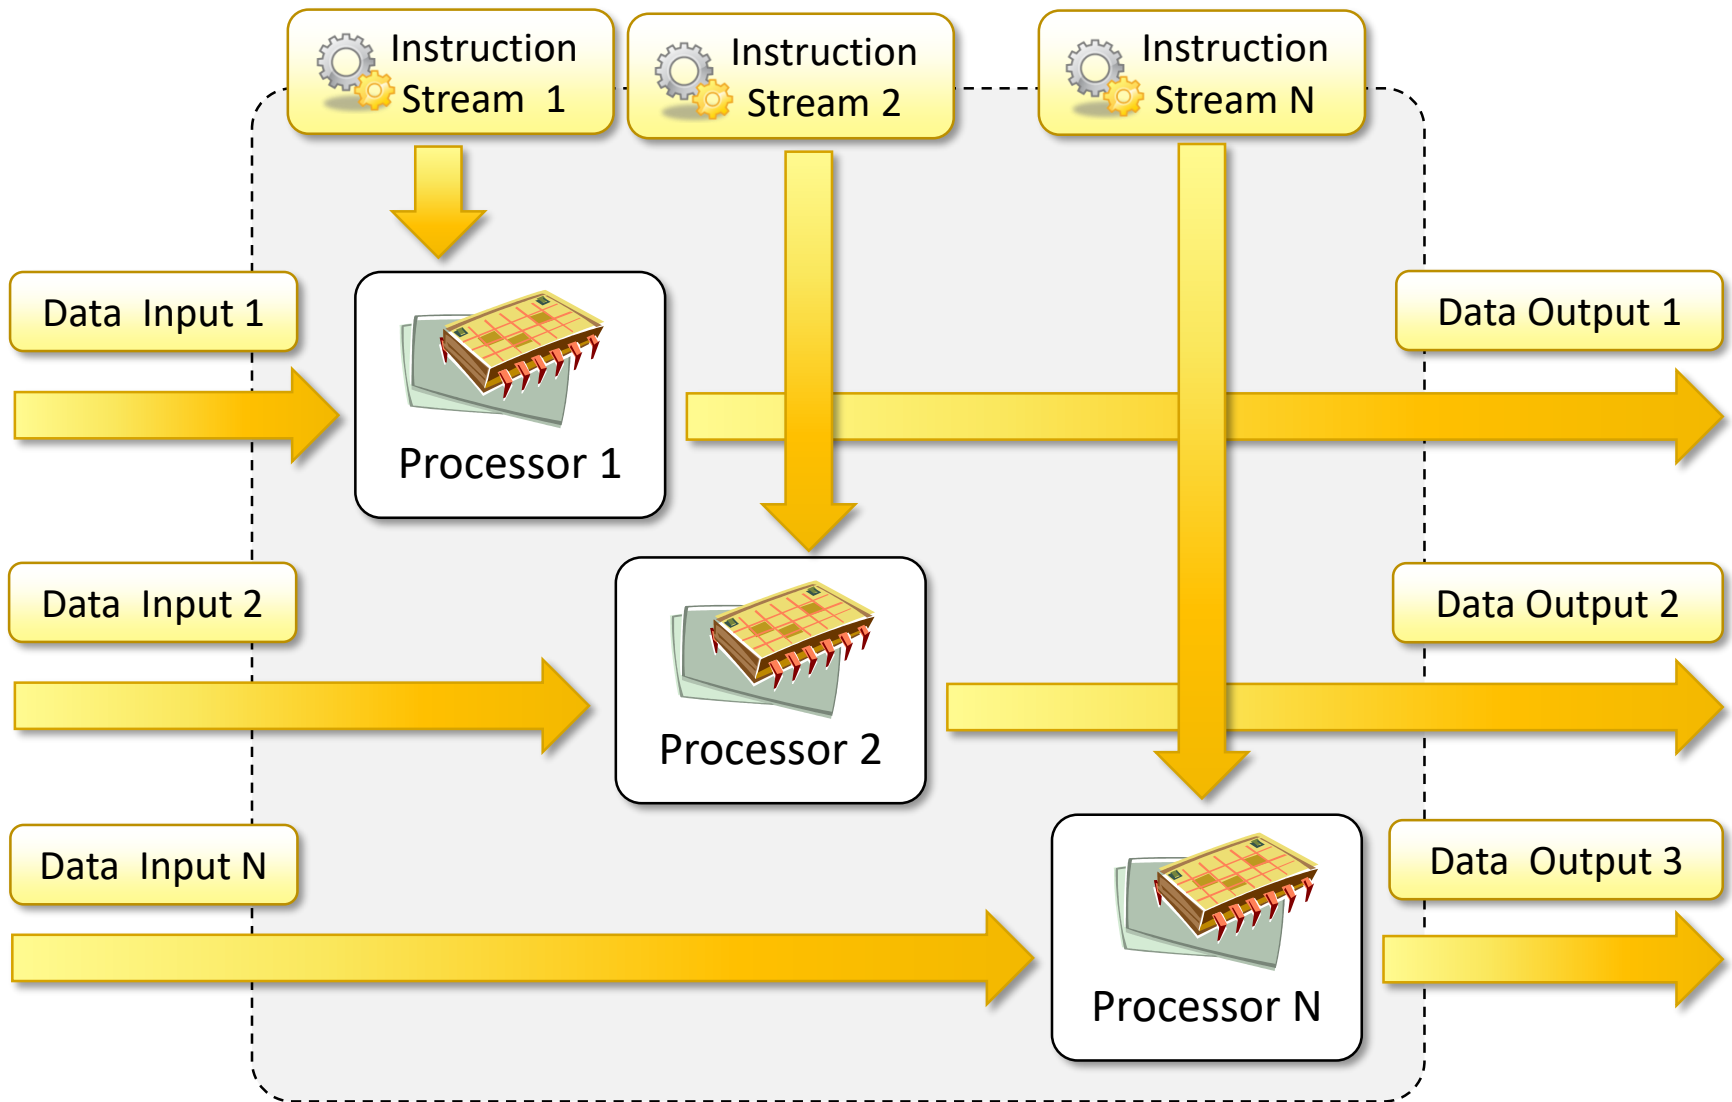 Instruction
Stream 1
Instruction
Stream 2
Instruction
Stream N
Data Input 1
Data Output 1
Processor 1
Data Input 2
Data Output 2
Processor 2
Data Input N
Data Output 3
Processor N